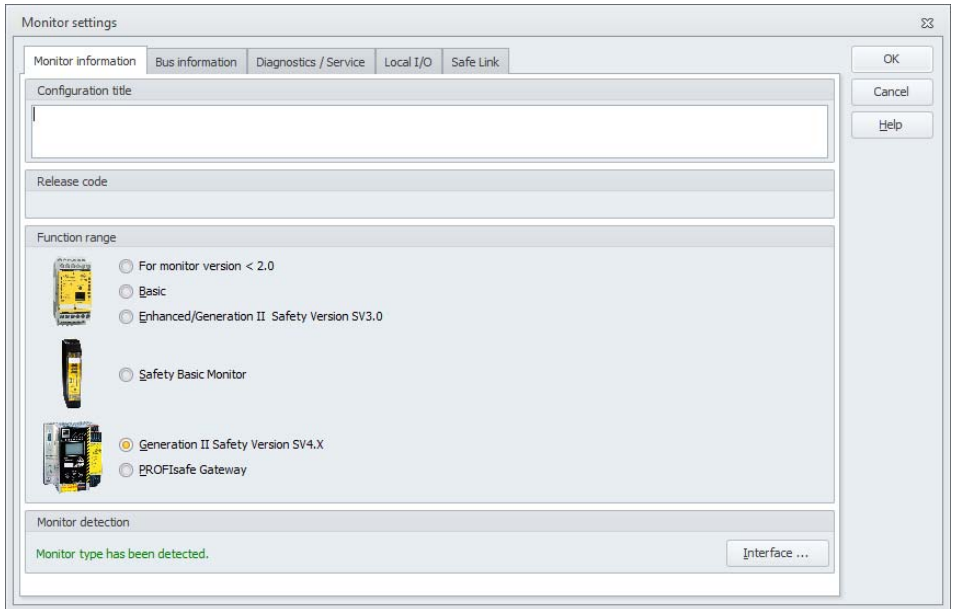 Monitor settings
Monitor information Bus information Diagnostics / Service Local I/O Safe Link
OK
Cancel
Help
Configuration title
Release code
Function range
For monitor version < 2.0
Basic
Enhanced/Generation II Safety Version SV3.0
Safety Basic Monitor
Generation II Safety Version SV4.X
PROFIsafe Gateway
Monitor detection
Monitor type has been detected.
Interface ...